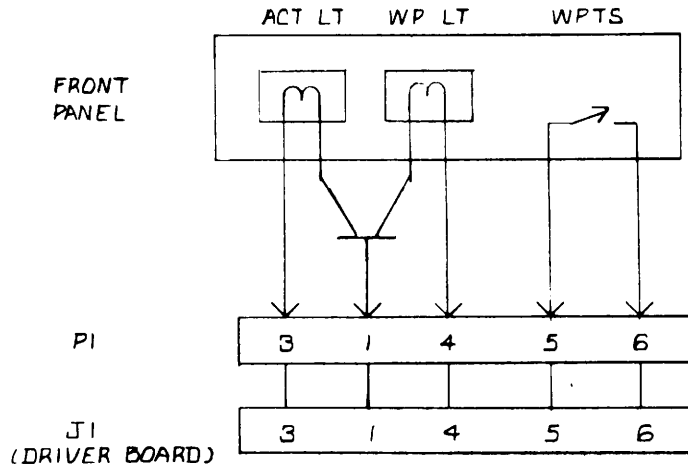 ACT LT WP LT WPTS
FRONT
PANEL
P1 3 1 4 5 6
J1 3 1 4 5 6
(DRIVER BOARD)